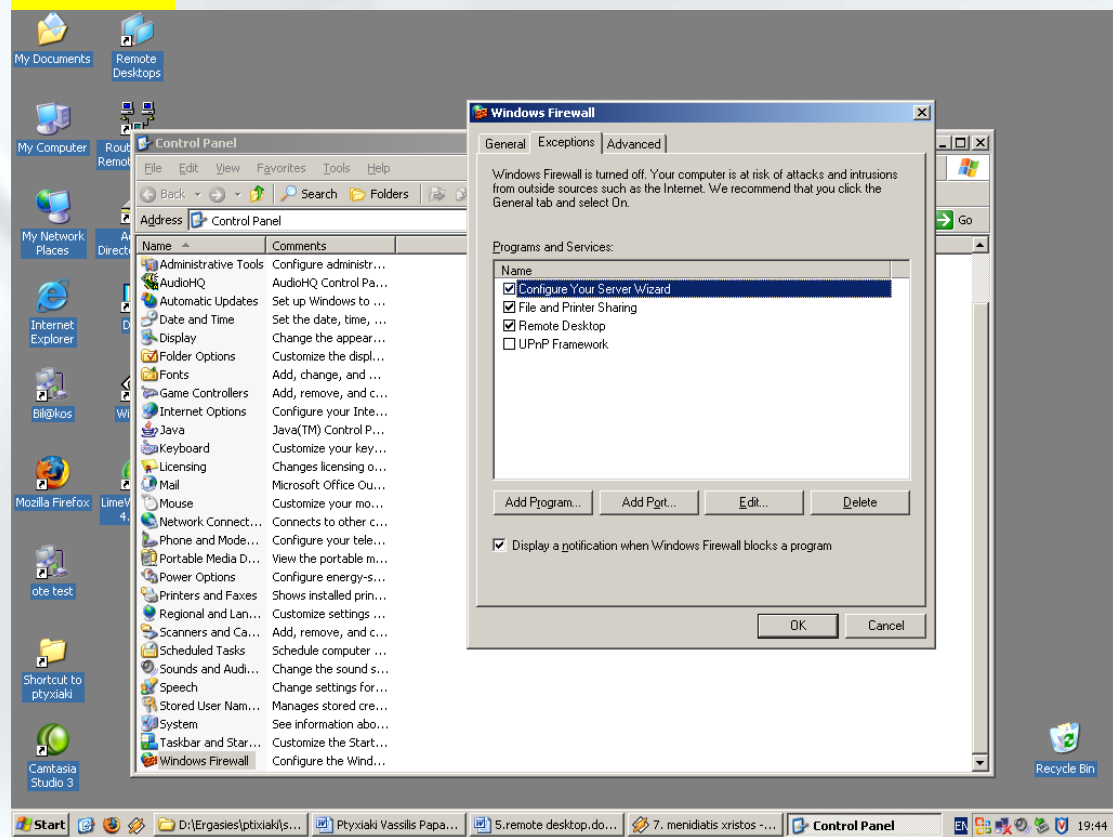 My Documents
Remote
Desktops
My Computer
Rout
Remot
My Network
Places
Direct
Internet
Explorer
Bil@kos
Wi
Mozilla Firefox
LimeW
4.
ote test
Shortcut to
ptyxiaki
Camtasia
Studio 3
Recycle Bin
Control Panel
File Edit View Favorites Tools Help
Back Search Folders
Address Control Panel Go
Name Comments
Administrative Tools Configure administr...
AudioHQ AudioHQ Control Pa...
Automatic Updates Set up Windows to ...
Date and Time Set the date, time, ...
Display Change the appear...
Folder Options Customize the displ...
Fonts Add, change, and ...
Game Controllers Add, remove, and c...
Internet Options Configure your Inte...
Java Java(TM) Control P...
Keyboard Customize your key...
Licensing Changes licensing o...
Mail Microsoft Office Ou...
Mouse Customize your mo...
Network Connect... Connects to other c...
Phone and Mode... Configure your tele...
Portable Media D... View the portable m...
Power Options Configure energy-s...
Printers and Faxes Shows installed prin...
Regional and Lan... Customize settings ...
Scanners and Ca... Add, remove, and c...
Scheduled Tasks Schedule computer ...
Sounds and Audi... Change the sound s...
Speech Change settings for...
Stored User Nam... Manages stored cre...
System See information abo...
Taskbar and Star... Customize the Start...
Windows Firewall Configure the Wind...
Windows Firewall
General Exceptions Advanced
Windows Firewall is turned off. Your computer is at risk of attacks and intrusions
from outside sources such as the Internet. We recommend that you click the
General tab and select On.
Programs and Services:
Name
Configure Your Server Wizard
File and Printer Sharing
Remote Desktop
UPnP Framework
Add Program... Add Port... Edit... Delete
Display a notification when Windows Firewall blocks a program
OK Cancel
Start D:\Ergasies\ptixiaki\s... Ptyxiaki Vassilis Papa... 5.remote desktop.do... 7. menidiatis xristos -... Control Panel EN 19:44